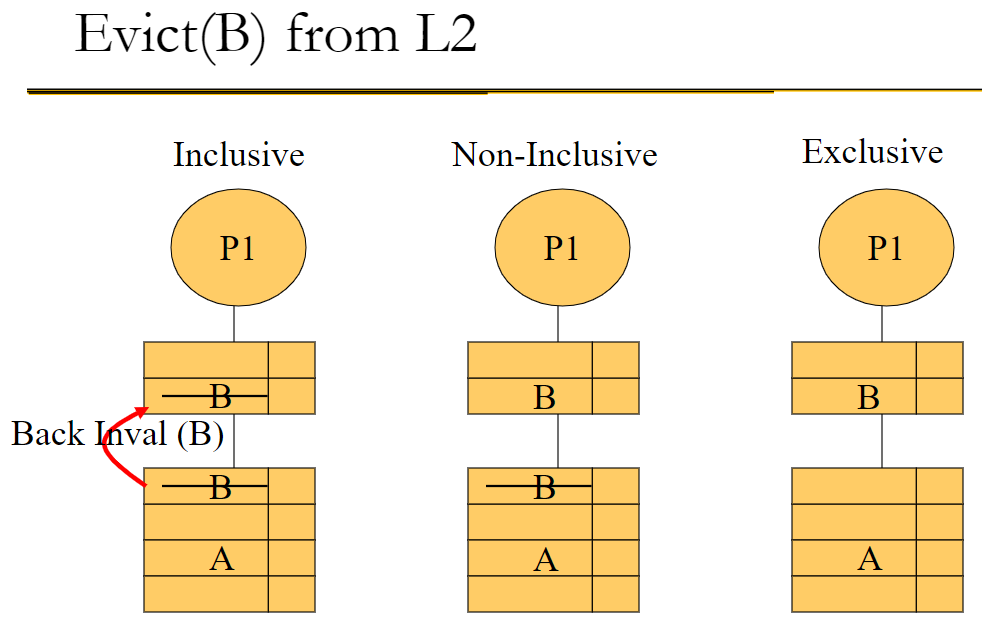 Evict(B) from L2
Inclusive
Non-Inclusive
Exclusive
P1
P1
P1
B
B
B
Back Inval (B)
B
B
A
A
A